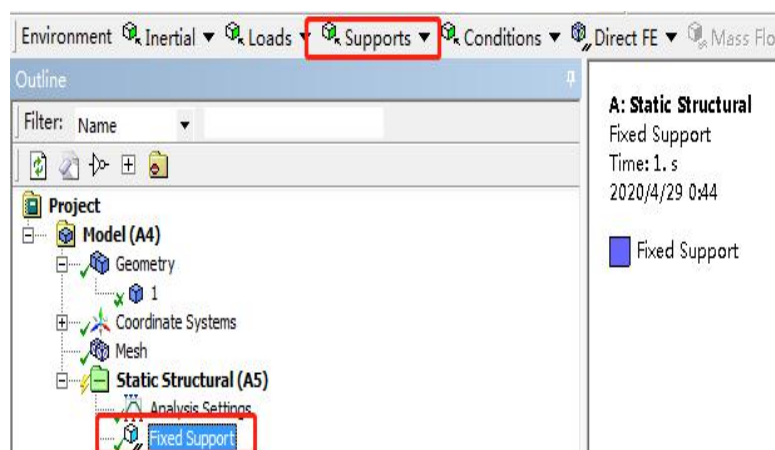 Environment Inertial Loads Supports Conditions Direct FE Mass Flo
Outline
Filter: Name
Project
Model (A4)
Geometry
1
Coordinate Systems
Mesh
Static Structural (A5)
Analysis Settings
Fixed Support
A: Static Structural
Fixed Support
Time: 1. s
2020/4/29 0:44
Fixed Support